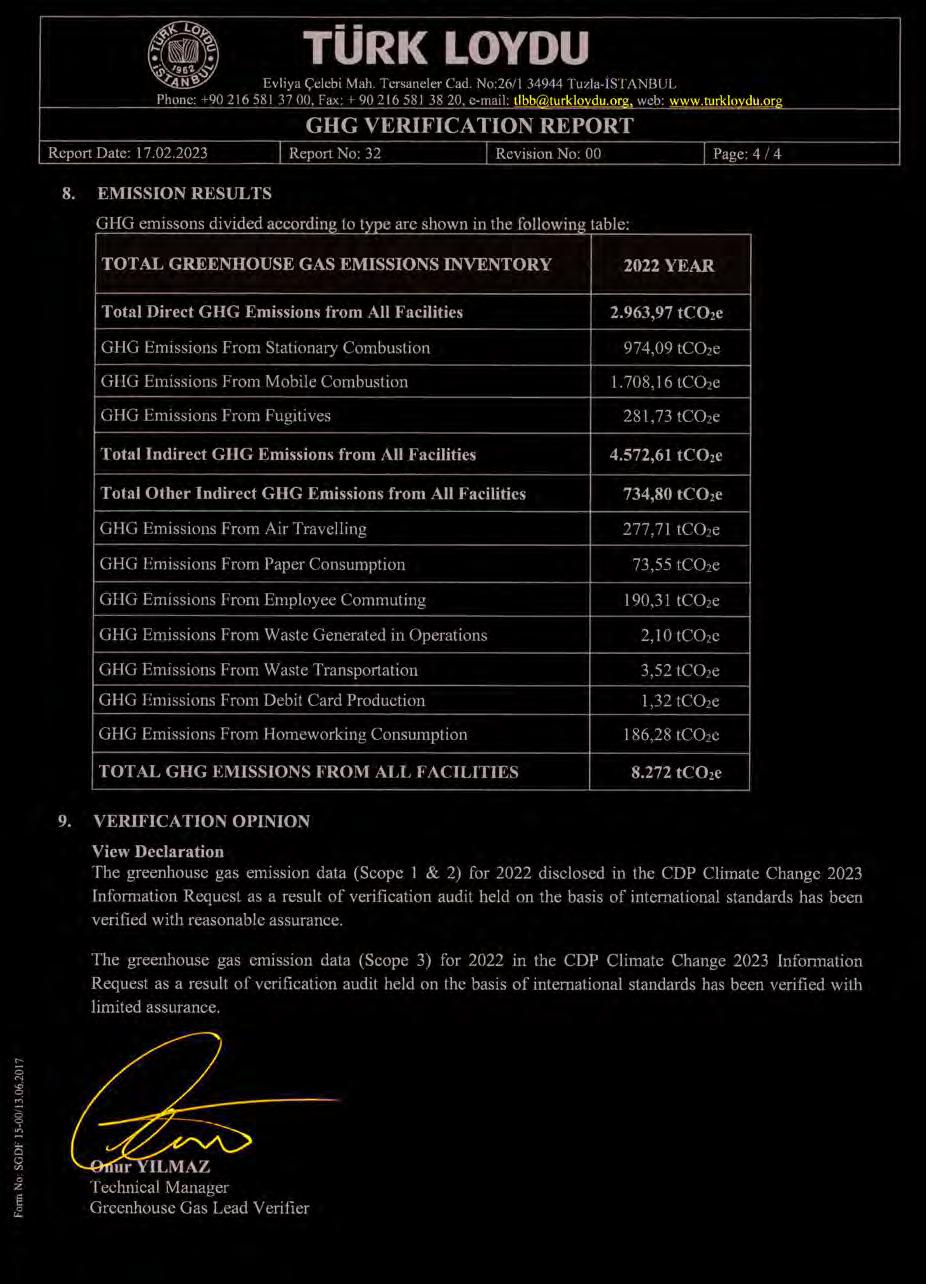 TÜRK LOYDU
İSTANBUL
1962
TÜRK LOYDU
Evliya Çelebi Mah. Tersaneler Cad. No:26/1 34944 Tuzla-İSTANBUL
Phone: +90 216 581 37 00, Fax: + 90 216 581 38 20, e-mail: tlbb@turkloydu.org, web: www.turkloydu.org
GHG VERIFICATION REPORT
Report Date: 17.02.2023 Report No: 32 Revision No: 00 Page: 4 / 4
8. EMISSION RESULTS
GHG emissons divided according to type are shown in the following table:
TOTAL GREENHOUSE GAS EMISSIONS INVENTORY 2022 YEAR
Total Direct GHG Emissions from All Facilities 2.963,97 tCO₂e
GHG Emissions From Stationary Combustion 974,09 tCO₂e
GHG Emissions From Mobile Combustion 1.708,16 tCO₂e
GHG Emissions From Fugitives 281,73 tCO₂e
Total Indirect GHG Emissions from All Facilities 4.572,61 tCO₂e
Total Other Indirect GHG Emissions from All Facilities 734,80 tCO₂e
GHG Emissions From Air Travelling 277,71 tCO₂e
GHG Emissions From Paper Consumption 73,55 tCO₂e
GHG Emissions From Employee Commuting 190,31 tCO₂e
GHG Emissions From Waste Generated in Operations 2,10 tCO₂e
GHG Emissions From Waste Transportation 3,52 tCO₂e
GHG Emissions From Debit Card Production 1,32 tCO₂e
GHG Emissions From Homeworking Consumption 186,28 tCO₂e
TOTAL GHG EMISSIONS FROM ALL FACILITIES 8.272 tCO₂e
9. VERIFICATION OPINION
View Declaration
The greenhouse gas emission data (Scope 1 & 2) for 2022 disclosed in the CDP Climate Change 2023
Information Request as a result of verification audit held on the basis of international standards has been
verified with reasonable assurance.
The greenhouse gas emission data (Scope 3) for 2022 in the CDP Climate Change 2023 Information
Request as a result of verification audit held on the basis of international standards has been verified with
limited assurance.
Onur YILMAZ
Technical Manager
Greenhouse Gas Lead Verifier
Form No: SGDF 15-00/13.06.2017